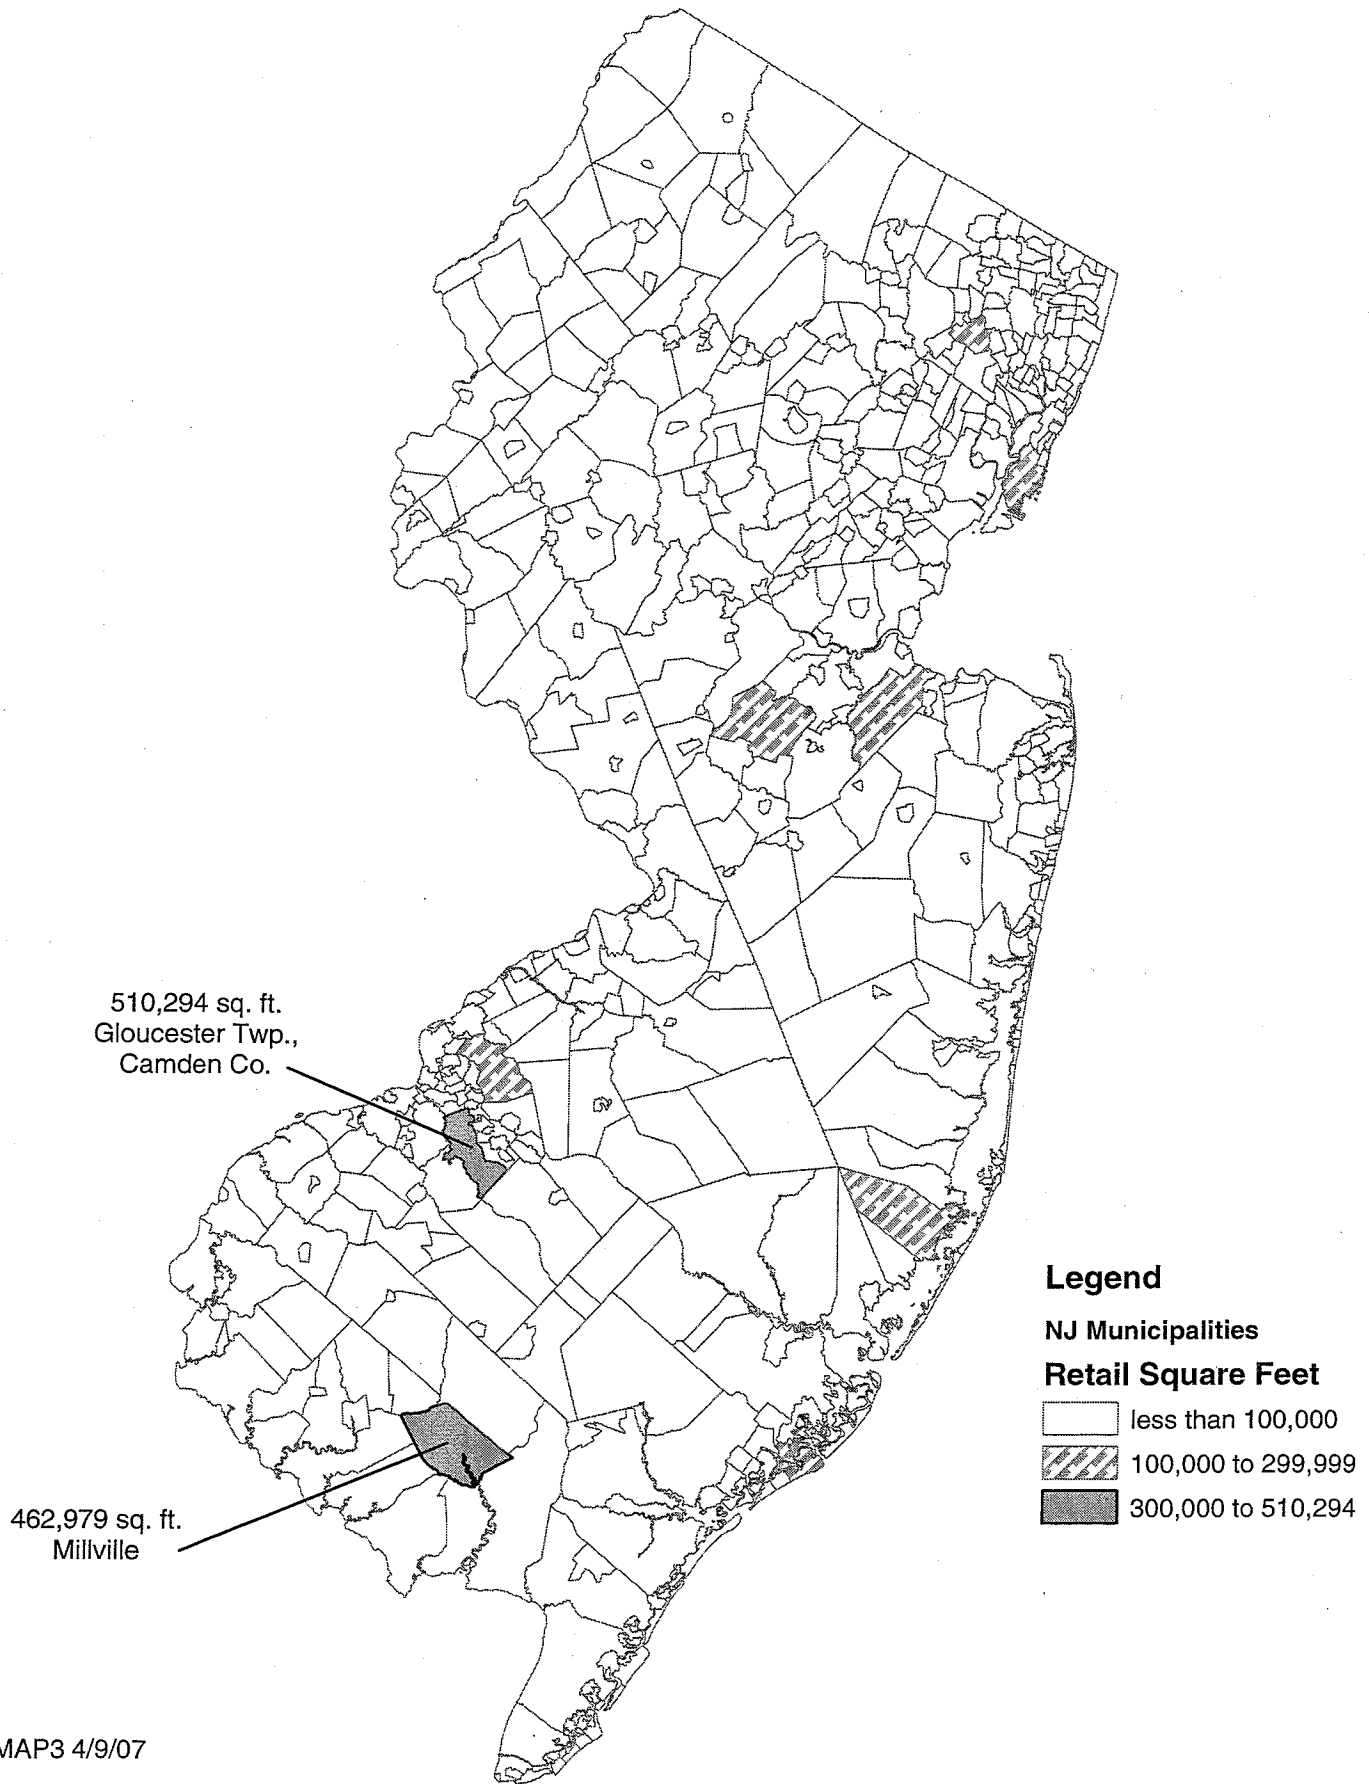 510,294 sq. ft.
Gloucester Twp.,
Camden Co.
462,979 sq. ft.
Millville
Legend
NJ Municipalities
Retail Square Feet
less than 100,000
100,000 to 299,999
300,000 to 510,294
MAP3 4/9/07